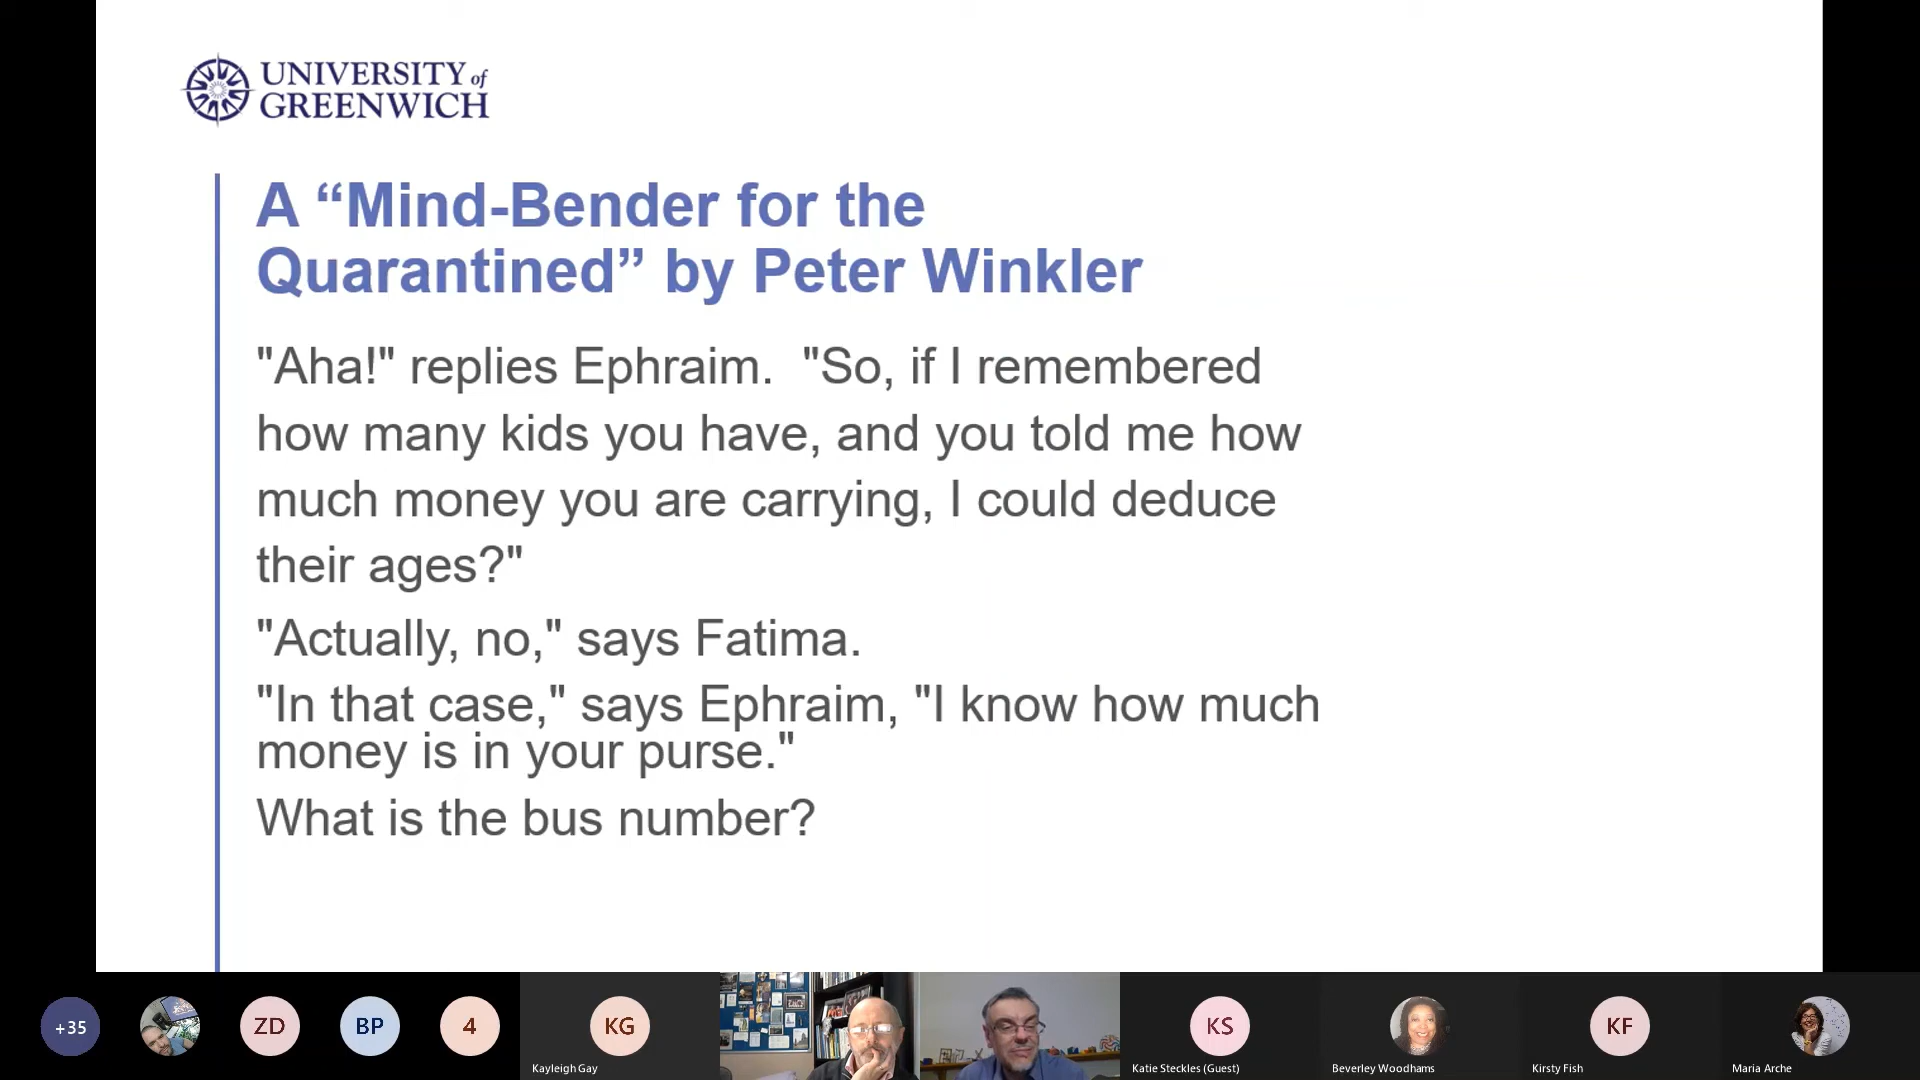 UNIVERSITY of
GREENWICH
A “Mind-Bender for the
Quarantined” by Peter Winkler
"Aha!" replies Ephraim.  "So, if I remembered
how many kids you have, and you told me how
much money you are carrying, I could deduce
their ages?"
"Actually, no," says Fatima.
"In that case," says Ephraim, "I know how much
money is in your purse."
What is the bus number?
+35
ZD
BP
4
KG
KS
KF
Kayleigh Gay
Katie Steckles (Guest)
Beverley Woodhams
Kirsty Fish
Maria Arche